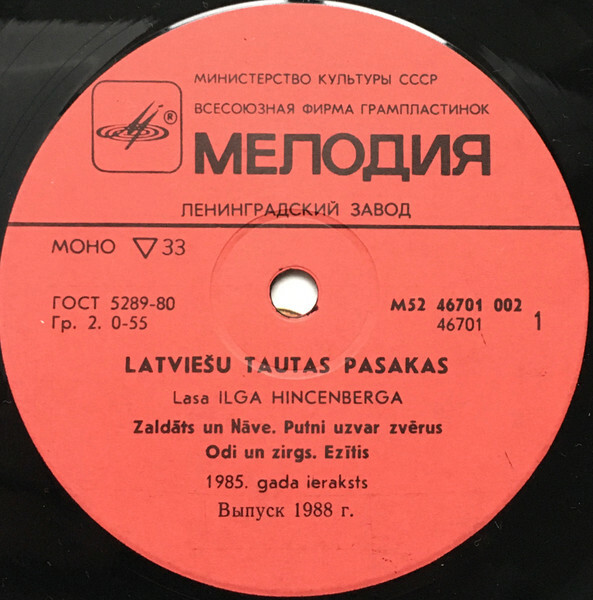 МИНИСТЕРСТВО КУЛЬТУРЫ СССР
ВСЕСОЮЗНАЯ ФИРМА ГРАМПЛАСТИНОК
®
МЕЛОДИЯ
ЛЕНИНГРАДСКИЙ ЗАВОД
МОНО ▽ 33
ГОСТ 5289-80 М52 46701 002
Гр. 2. 0-55 46701 1
LATVIEŠU TAUTAS PASAKAS
Lasa ILGA HINCENBERGA
Zaldāts un Nāve. Putni uzvar zvērus
Odi un zirgs. Ezītis
1985. gada ieraksts
Выпуск 1988 г.